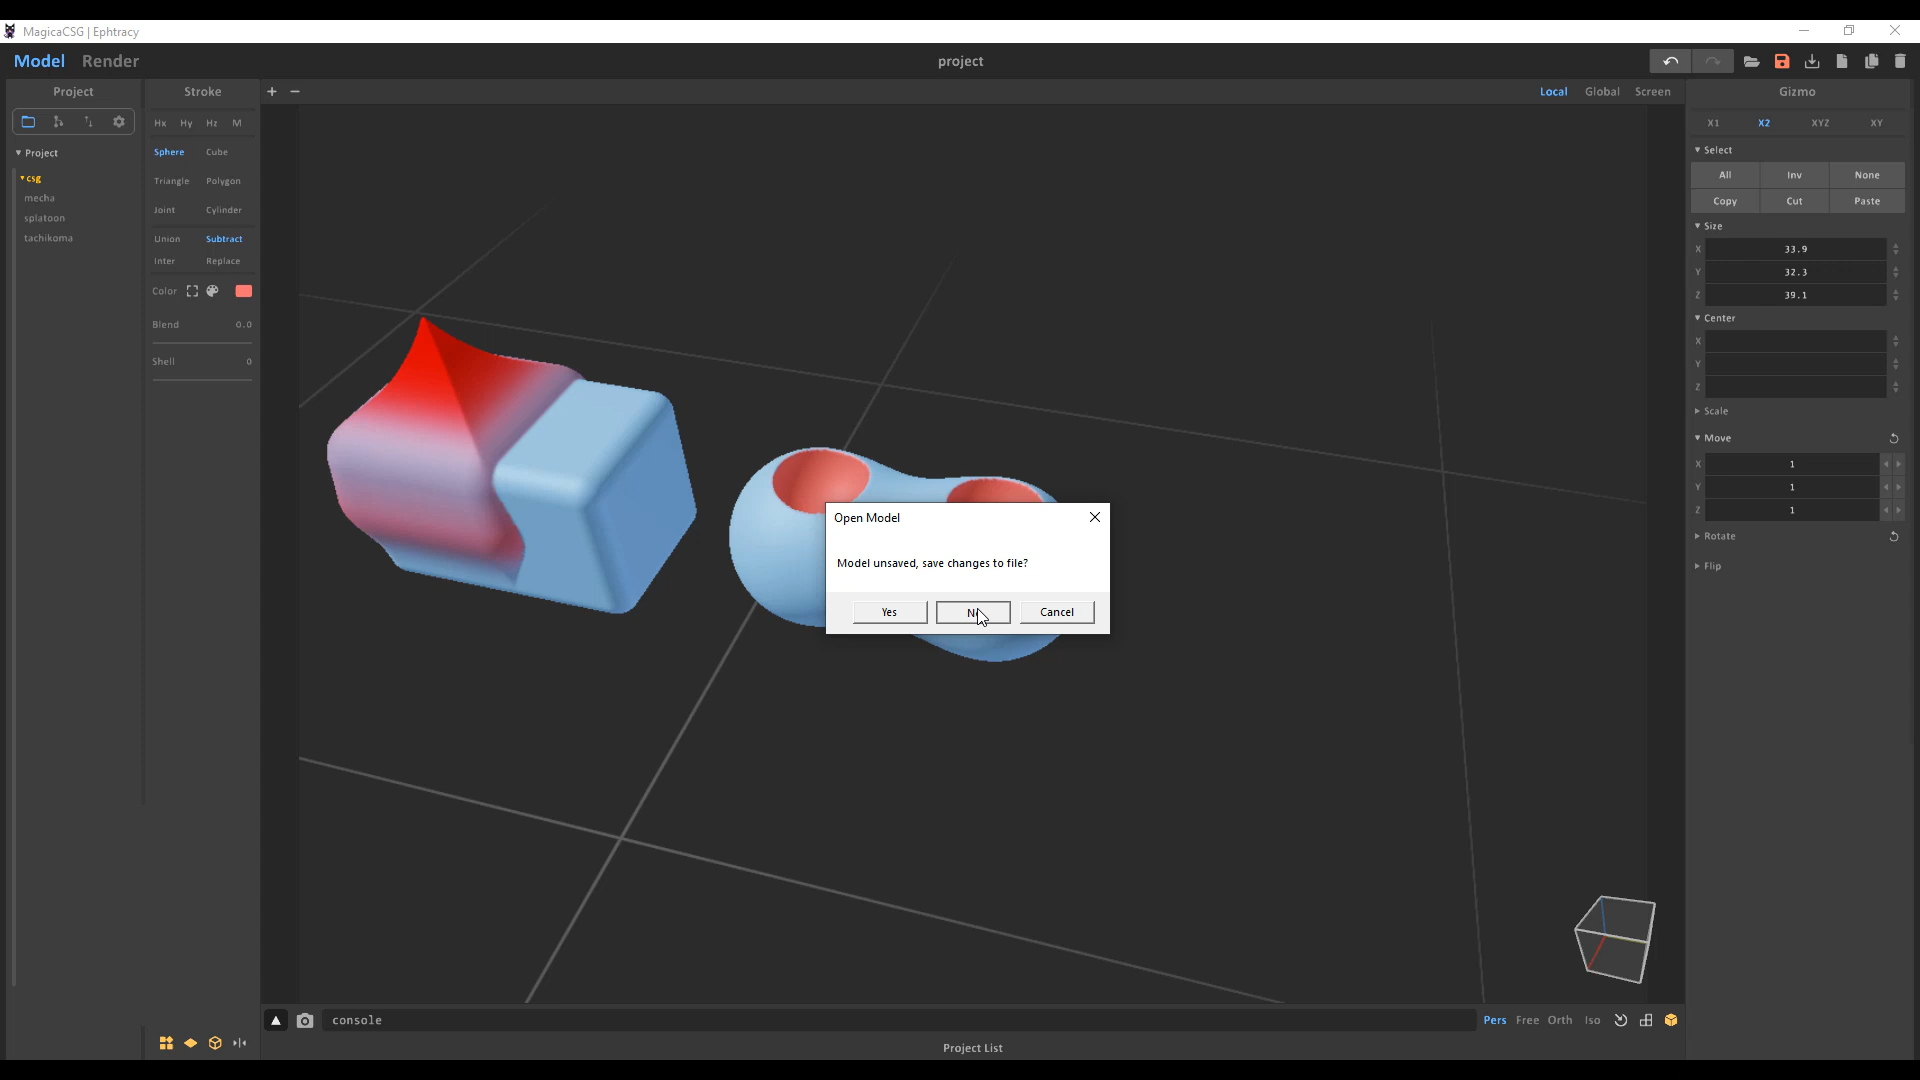 MagicaCSG | Ephtracy
Model Render
project
Project
Stroke
Local Global Screen
Gizmo
Hx Hy Hz M
X1 X2 XYZ XY
Project
csg
mecha
splatoon
tachikoma
Sphere Cube
Triangle Polygon
Joint Cylinder
Union Subtract
Inter Replace
Color
Blend 0.0
Shell 0
Select
All Inv None
Copy Cut Paste
Size
X 33.9
Y 32.3
Z 39.1
Center
X
Y
Z
Scale
Move
X 1
Y 1
Z 1
Rotate
Flip
Open Model
Model unsaved, save changes to file?
Yes Cancel
console
Pers Free Orth Iso
Project List